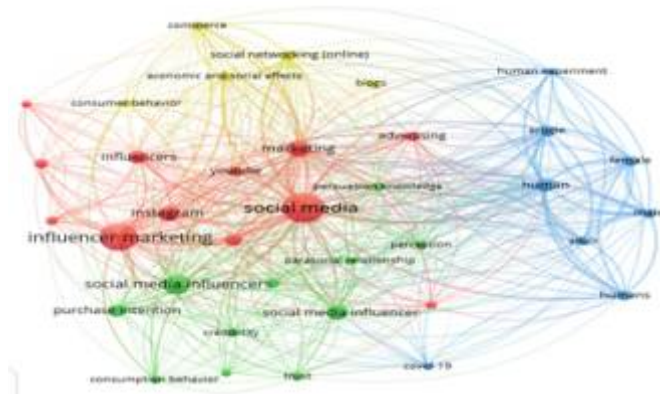 commerce
social networking (online)
economic and social effects
human experiment
blogs
consumer behavior
article
advertising
marketing
influencers
female
youtube
persuasion knowledge
human
instagram
social media
influencer marketing
perception
adult
parasocial relationship
social media influencers
humans
purchase intention
social media influencer
credibility
covid-19
consumption behavior
trust